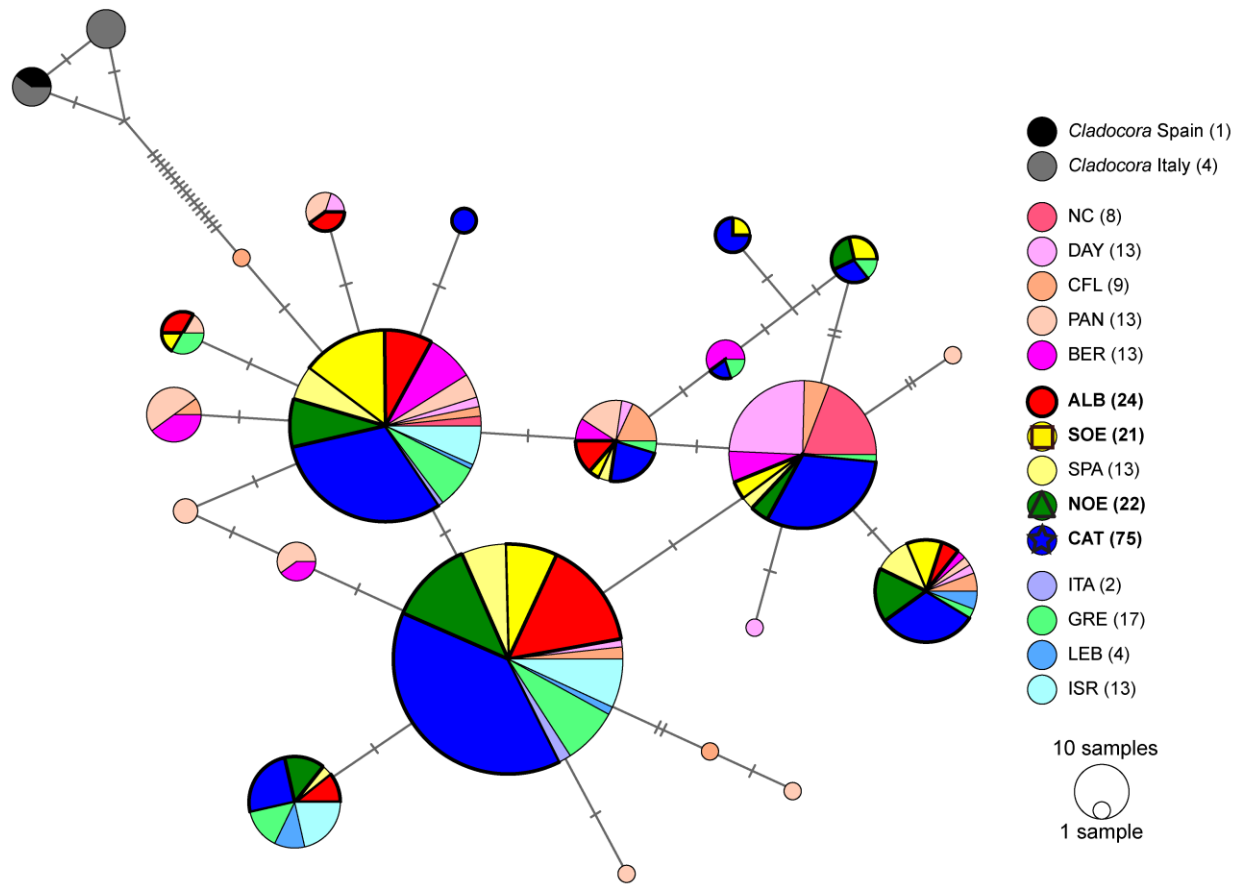 Cladocora Spain (1)
Cladocora Italy (4)
NC (8)
DAY (13)
CFL (9)
PAN (13)
BER (13)
ALB (24)
SOE (21)
SPA (13)
NOE (22)
CAT (75)
ITA (2)
GRE (17)
LEB (4)
ISR (13)
10 samples
1 sample